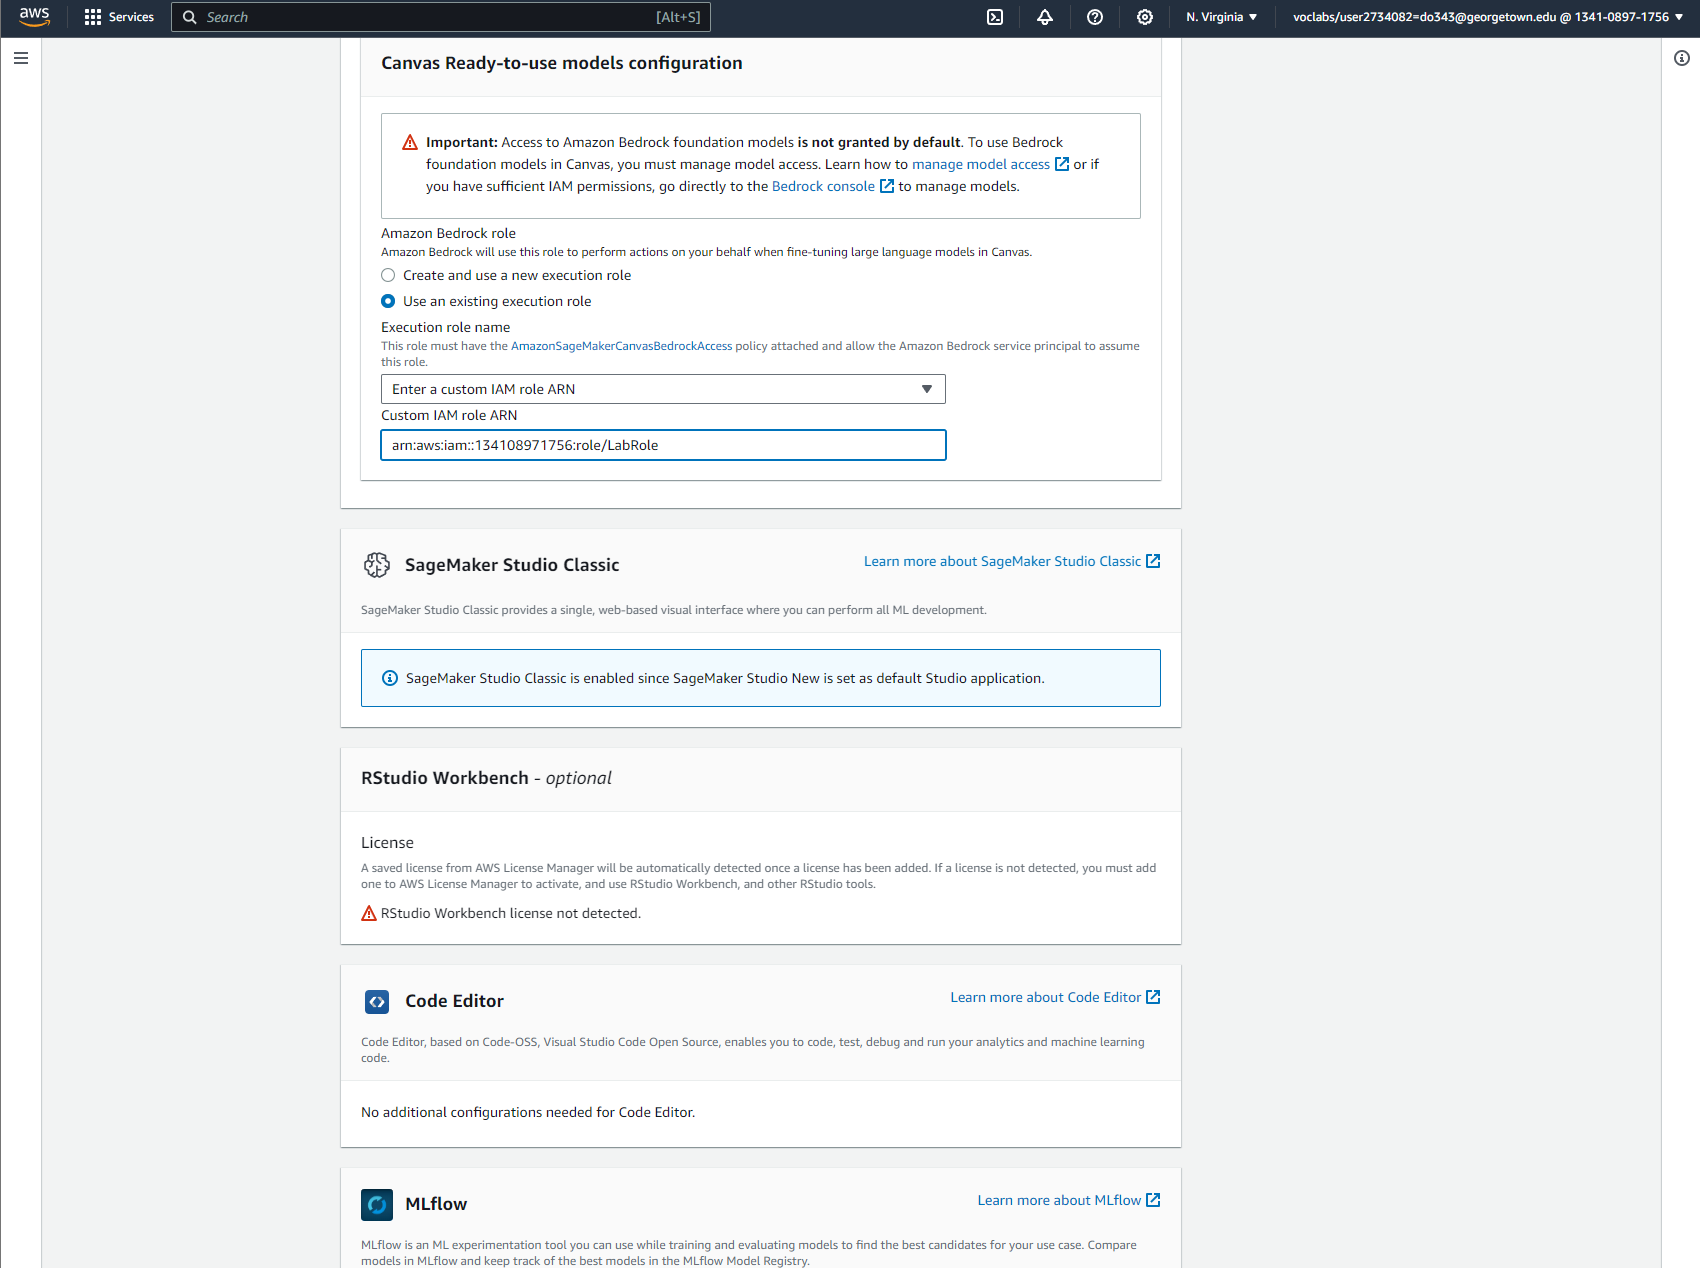 aws
Services
Search
[Alt+S]
N. Virginia
voclabs/user2734082=do343@georgetown.edu @ 1341-0897-1756
Canvas Ready-to-use models configuration
Important: Access to Amazon Bedrock foundation models is not granted by default. To use Bedrock
foundation models in Canvas, you must manage model access. Learn how to manage model access or if
you have sufficient IAM permissions, go directly to the Bedrock console to manage models.
Amazon Bedrock role
Amazon Bedrock will use this role to perform actions on your behalf when fine-tuning large language models in Canvas.
Create and use a new execution role
Use an existing execution role
Execution role name
This role must have the AmazonSageMakerCanvasBedrockAccess policy attached and allow the Amazon Bedrock service principal to assume
this role.
Enter a custom IAM role ARN
Custom IAM role ARN
arn:aws:iam::134108971756:role/LabRole
SageMaker Studio Classic
Learn more about SageMaker Studio Classic
SageMaker Studio Classic provides a single, web-based visual interface where you can perform all ML development.
SageMaker Studio Classic is enabled since SageMaker Studio New is set as default Studio application.
RStudio Workbench - optional
License
A saved license from AWS License Manager will be automatically detected once a license has been added. If a license is not detected, you must add
one to AWS License Manager to activate, and use RStudio Workbench, and other RStudio tools.
RStudio Workbench license not detected.
Code Editor
Learn more about Code Editor
Code Editor, based on Code-OSS, Visual Studio Code Open Source, enables you to code, test, debug and run your analytics and machine learning
code.
No additional configurations needed for Code Editor.
MLflow
Learn more about MLflow
MLflow is an ML experimentation tool you can use while training and evaluating models to find the best candidates for your use case. Compare
models in MLflow and keep track of the best models in the MLflow Model Registry.